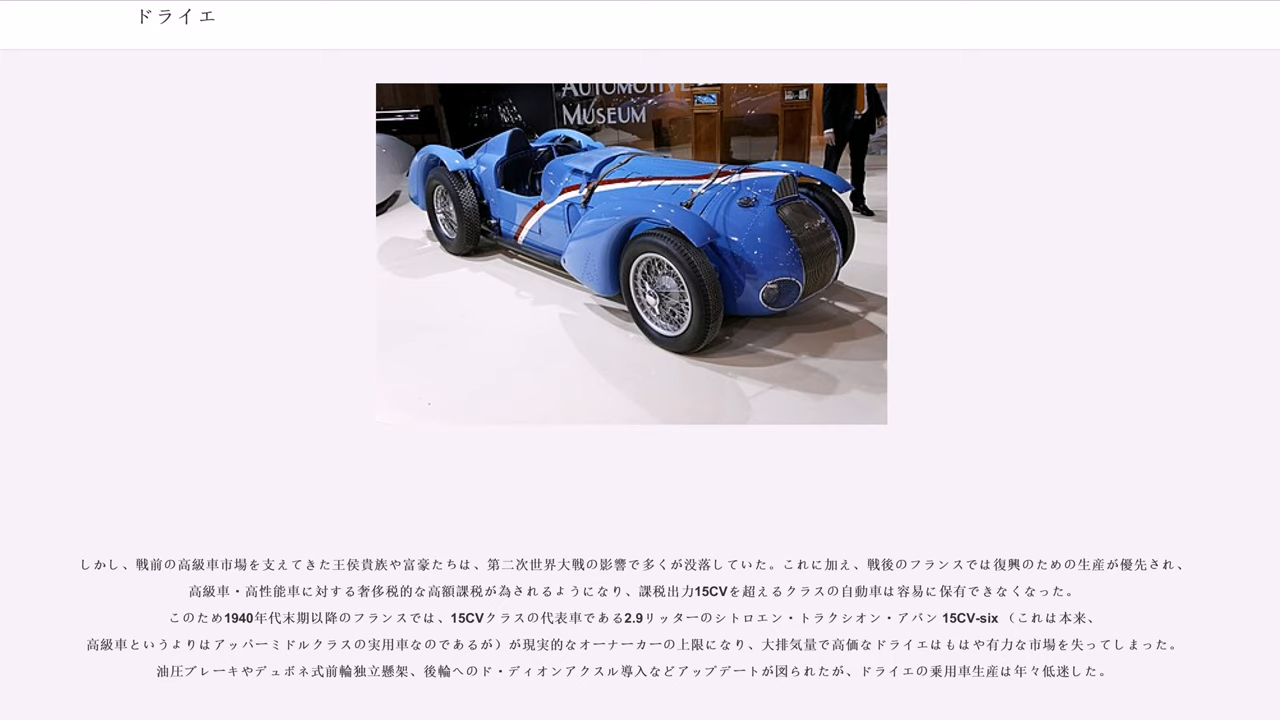 ドライエ
AUTOMOTIVE
MUSEUM
しかし、戦前の高級車市場を支えてきた王侯貴族や富豪たちは、第二次世界大戦の影響で多くが没落していた。これに加え、戦後のフランスでは復興のための生産が優先され、
高級車・高性能車に対する奢侈税的な高額課税が為されるようになり、課税出力15CVを超えるクラスの自動車は容易に保有できなくなった。
このため1940年代末期以降のフランスでは、15CVクラスの代表車である2.9リッターのシトロエン・トラクシオン・アバン 15CV-six （これは本来、
高級車というよりはアッパーミドルクラスの実用車なのであるが）が現実的なオーナーカーの上限になり、大排気量で高価なドライエはもはや有力な市場を失ってしまった。
油圧ブレーキやデュボネ式前輪独立懸架、後輪へのド・ディオンアクスル導入などアップデートが図られたが、ドライエの乗用車生産は年々低迷した。